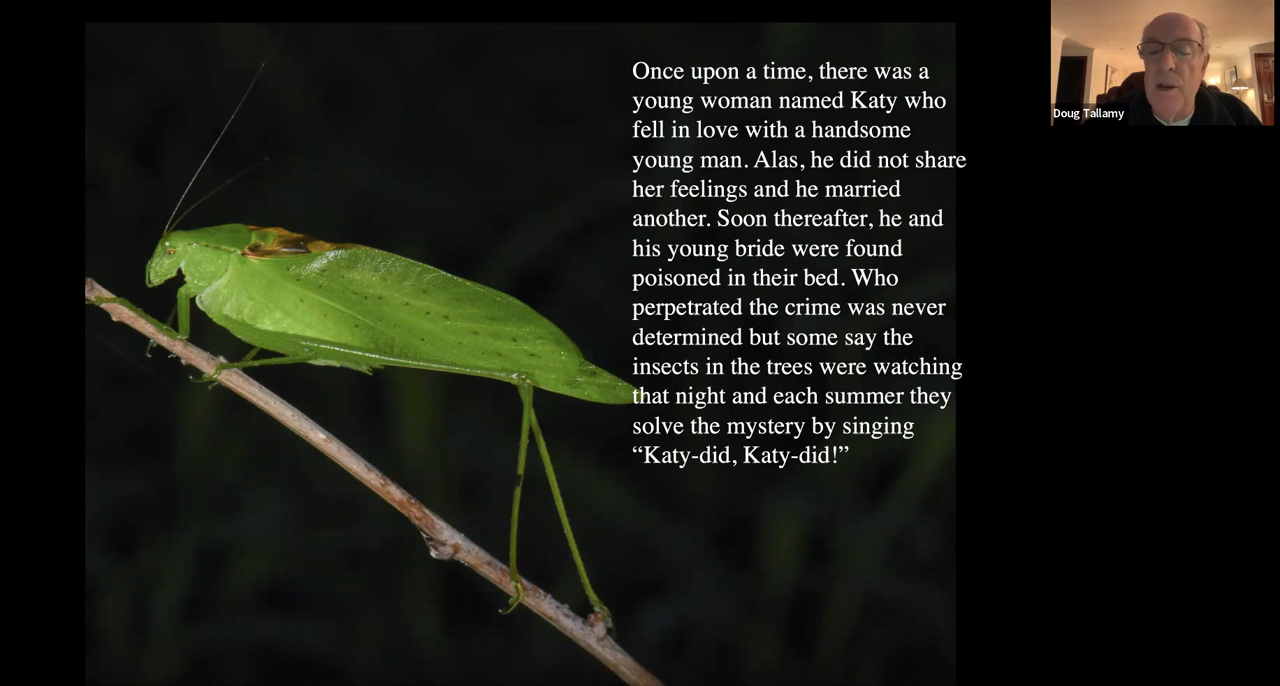 Once upon a time, there was a
young woman named Katy who
fell in love with a handsome
young man. Alas, he did not share
her feelings and he married
another. Soon thereafter, he and
his young bride were found
poisoned in their bed. Who
perpetrated the crime was never
determined but some say the
insects in the trees were watching
that night and each summer they
solve the mystery by singing
“Katy-did, Katy-did!”
Doug Tallamy